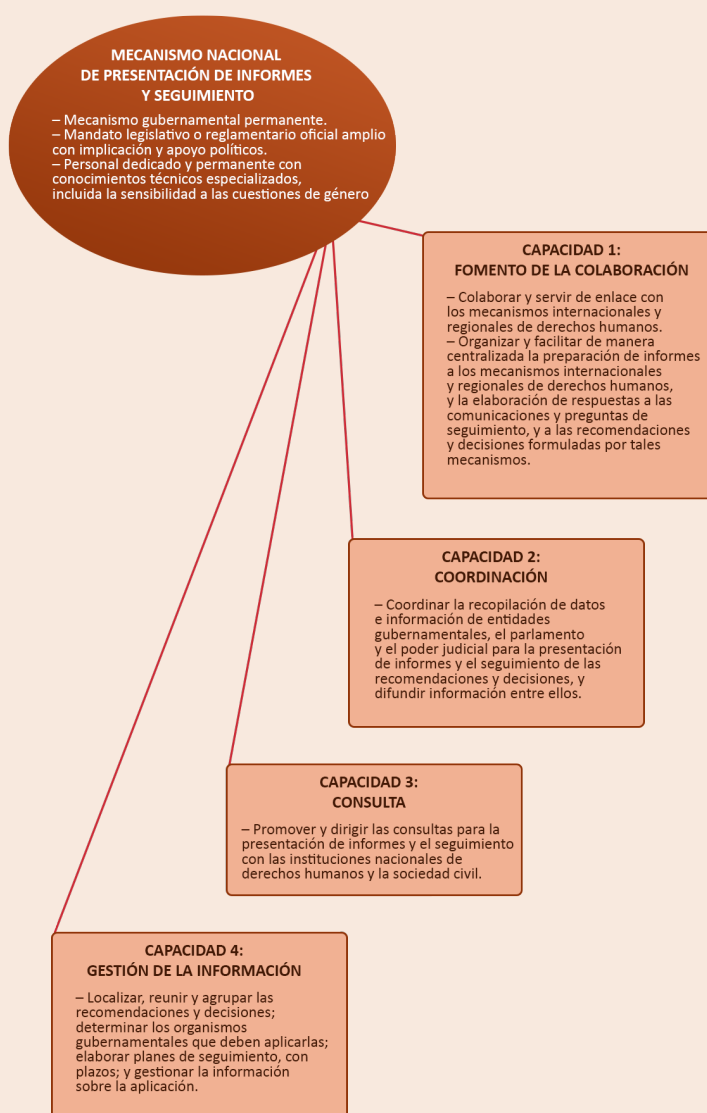 MECANISMO NACIONAL
DE PRESENTACIÓN DE INFORMES
Y SEGUIMIENTO
– Mecanismo gubernamental permanente.
– Mandato legislativo o reglamentario oficial amplio
con implicación y apoyo políticos.
– Personal dedicado y permanente con
conocimientos técnicos especializados,
incluida la sensibilidad a las cuestiones de género
CAPACIDAD 1:
FOMENTO DE LA COLABORACIÓN
– Colaborar y servir de enlace con
los mecanismos internacionales y
regionales de derechos humanos.
– Organizar y facilitar de manera
centralizada la preparación de informes
a los mecanismos internacionales
y regionales de derechos humanos,
y la elaboración de respuestas a las
comunicaciones y preguntas de
seguimiento, y a las recomendaciones
y decisiones formuladas por tales
mecanismos.
CAPACIDAD 2:
COORDINACIÓN
– Coordinar la recopilación de datos
e información de entidades
gubernamentales, el parlamento
y el poder judicial para la presentación
de informes y el seguimiento de las
recomendaciones y decisiones, y
difundir información entre ellos.
CAPACIDAD 3:
CONSULTA
– Promover y dirigir las consultas para la
presentación de informes y el seguimiento
con las instituciones nacionales de
derechos humanos y la sociedad civil.
CAPACIDAD 4:
GESTIÓN DE LA INFORMACIÓN
– Localizar, reunir y agrupar las
recomendaciones y decisiones;
determinar los organismos
gubernamentales que deben aplicarlas;
elaborar planes de seguimiento, con
plazos; y gestionar la información
sobre la aplicación.